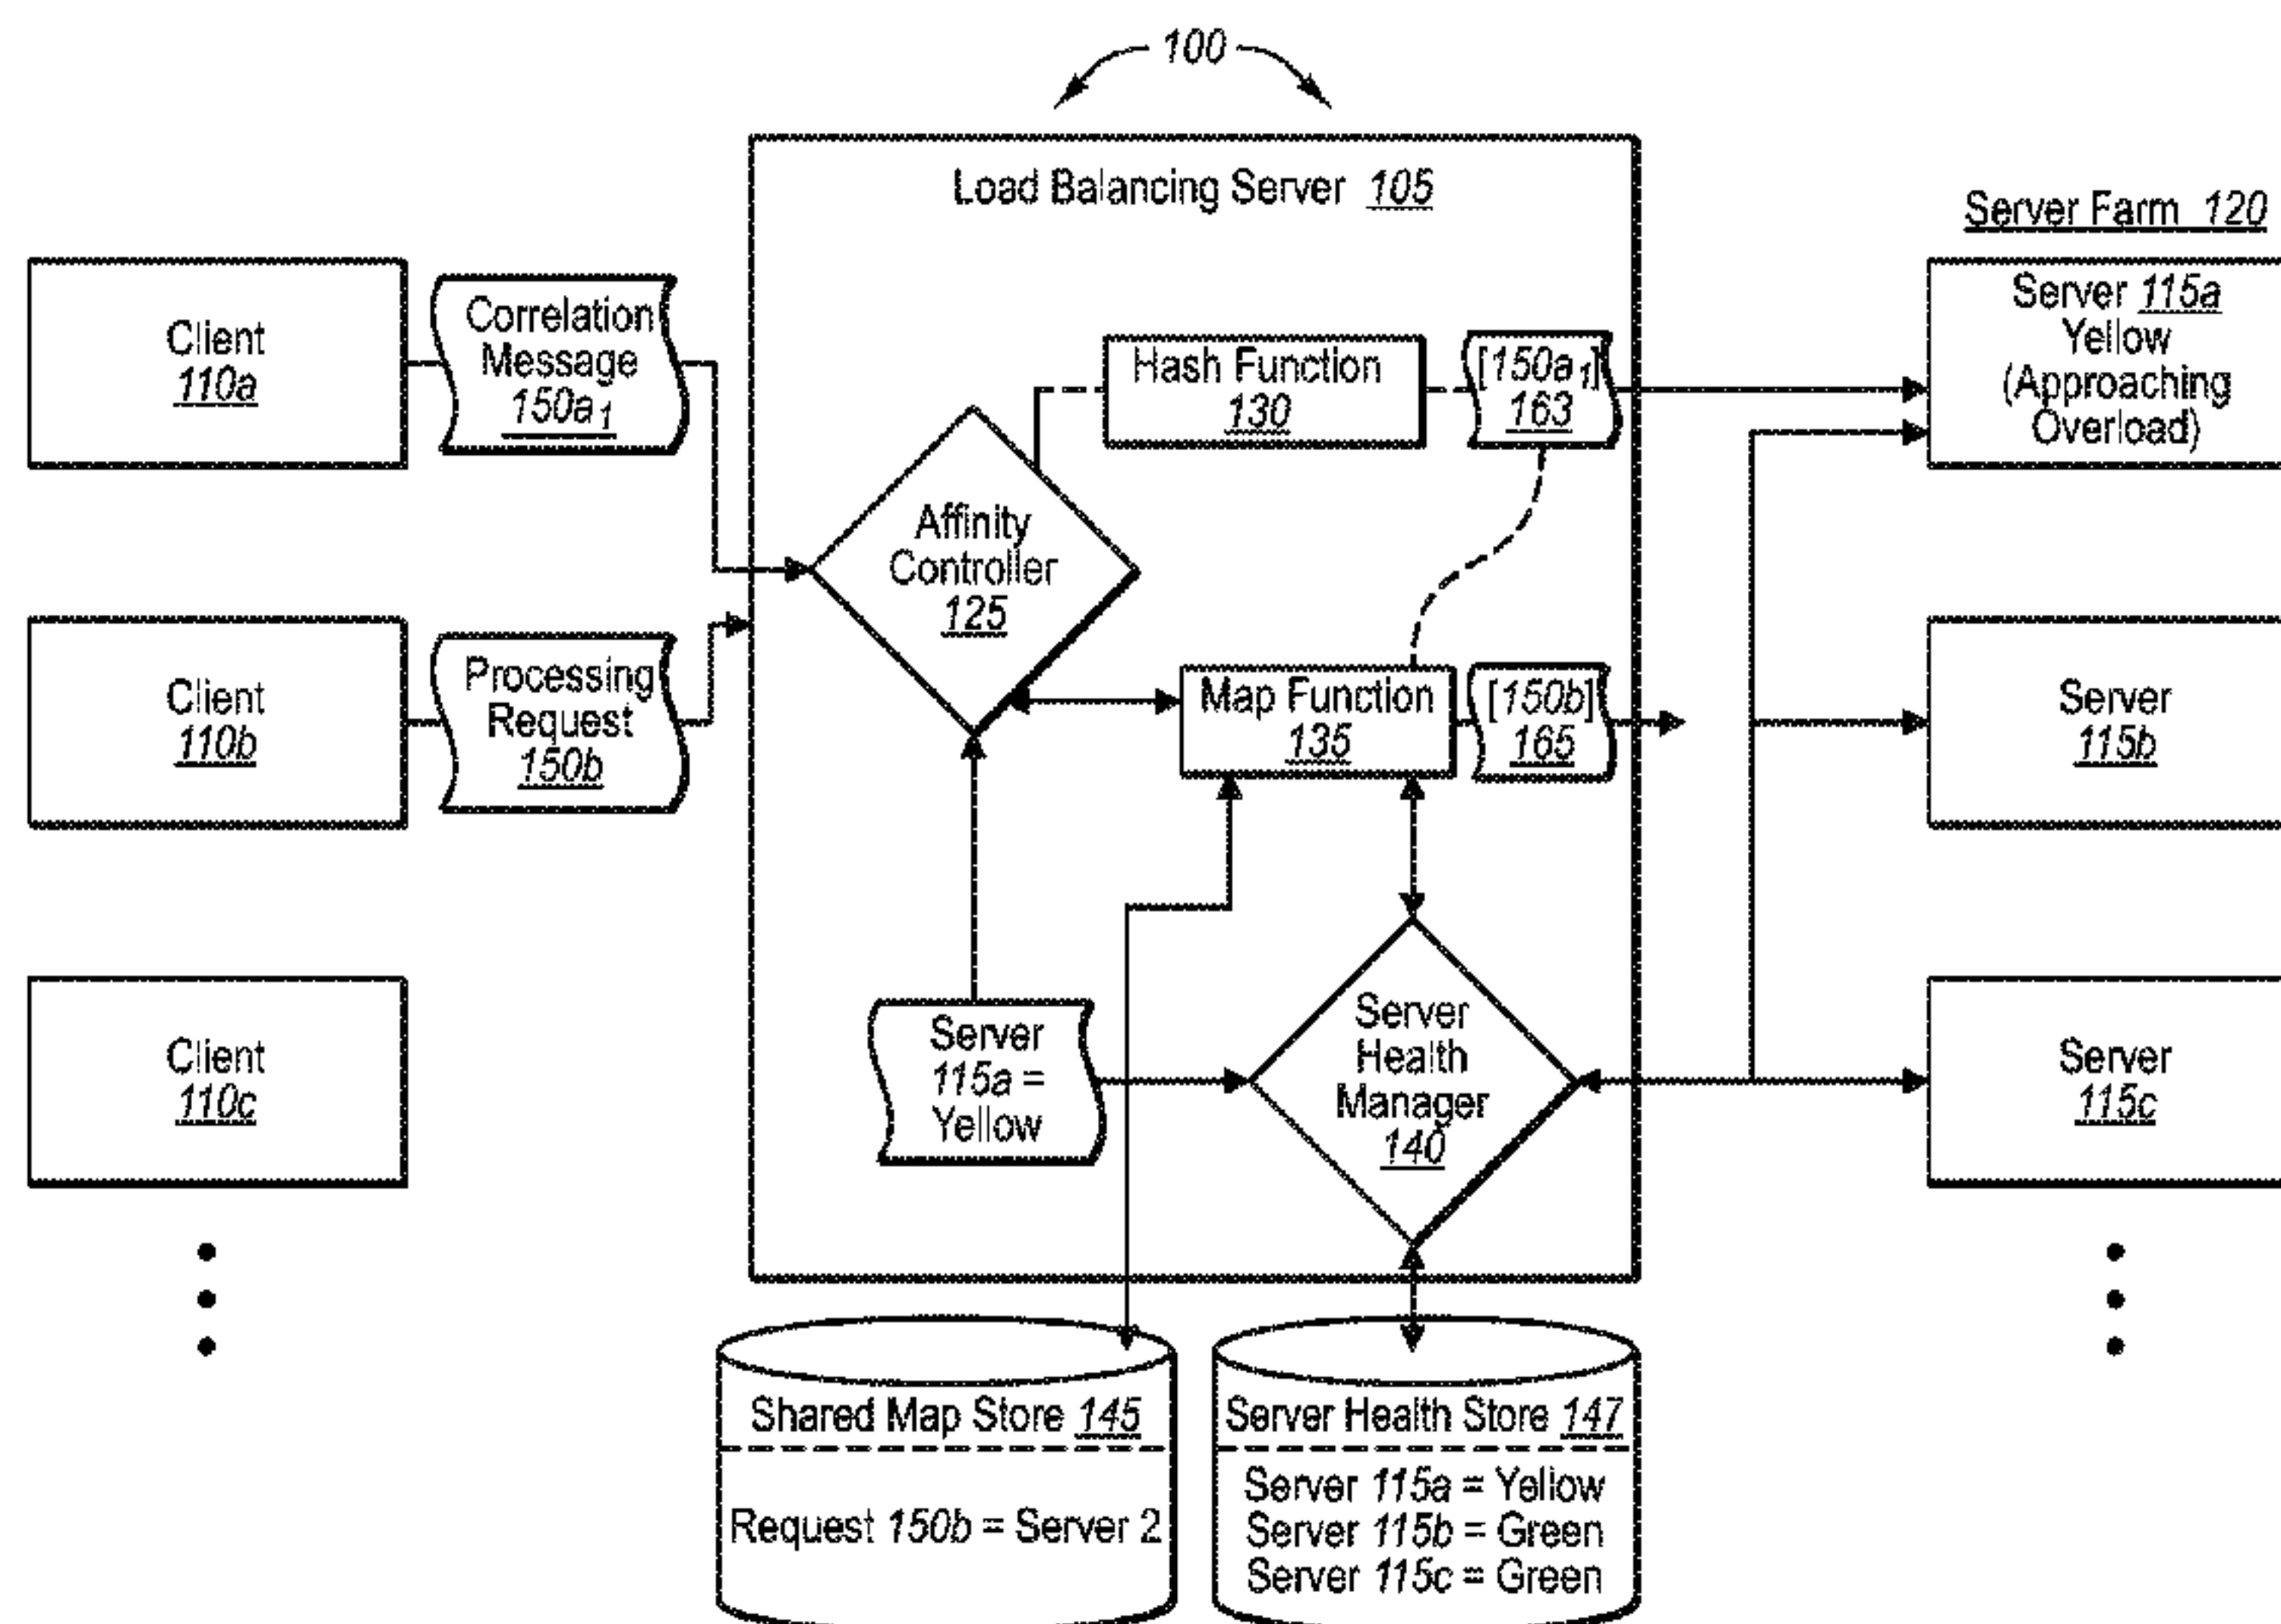 100
Load Balancing Server 105
Server Farm 120
Client
110a
Correlation
Message
150a1
Hash Function
130
[150a1]
163
Server 115a
Yellow
(Approaching
Overload)
Affinity
Controller
125
Client
110b
Processing
Request
150b
Map Function
135
[150b]
165
Server
115b
Client
110c
Server
115a =
Yellow
Server
Health
Manager
140
Server
115c
Shared Map Store 145
Request 150b = Server 2
Server Health Store 147
Server 115a = Yellow
Server 115b = Green
Server 115c = Green